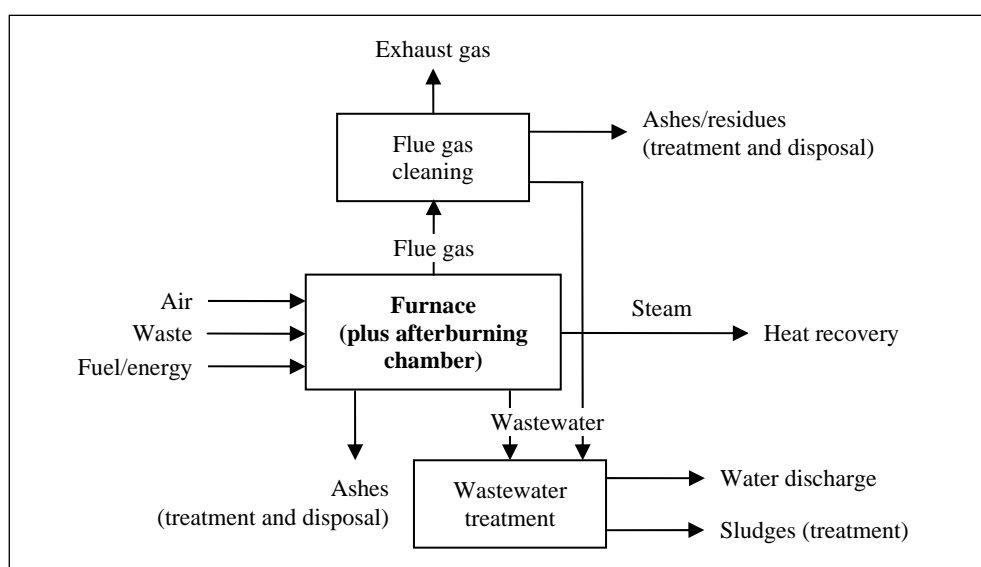 Exhaust gas
Flue gas
cleaning
Ashes/residues
(treatment and disposal)
Flue gas
Air
Waste
Fuel/energy
Furnace
(plus afterburning
chamber)
Steam
Heat recovery
Wastewater
Ashes
(treatment and disposal)
Wastewater
treatment
Water discharge
Sludges (treatment)